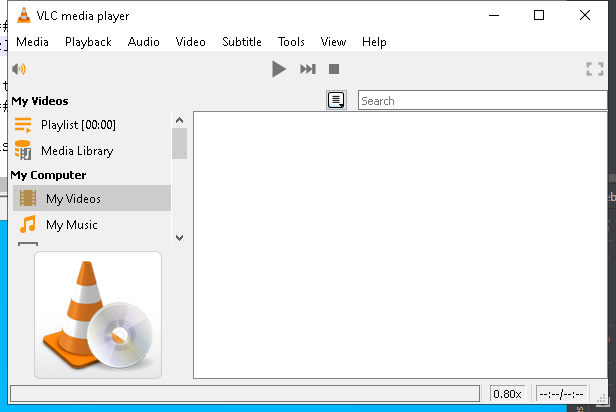 VLC media player
Media Playback Audio Video Subtitle Tools View Help
My Videos
Search
Playlist [00:00]
Media Library
My Computer
My Videos
My Music
0.80x
--:--/--:--